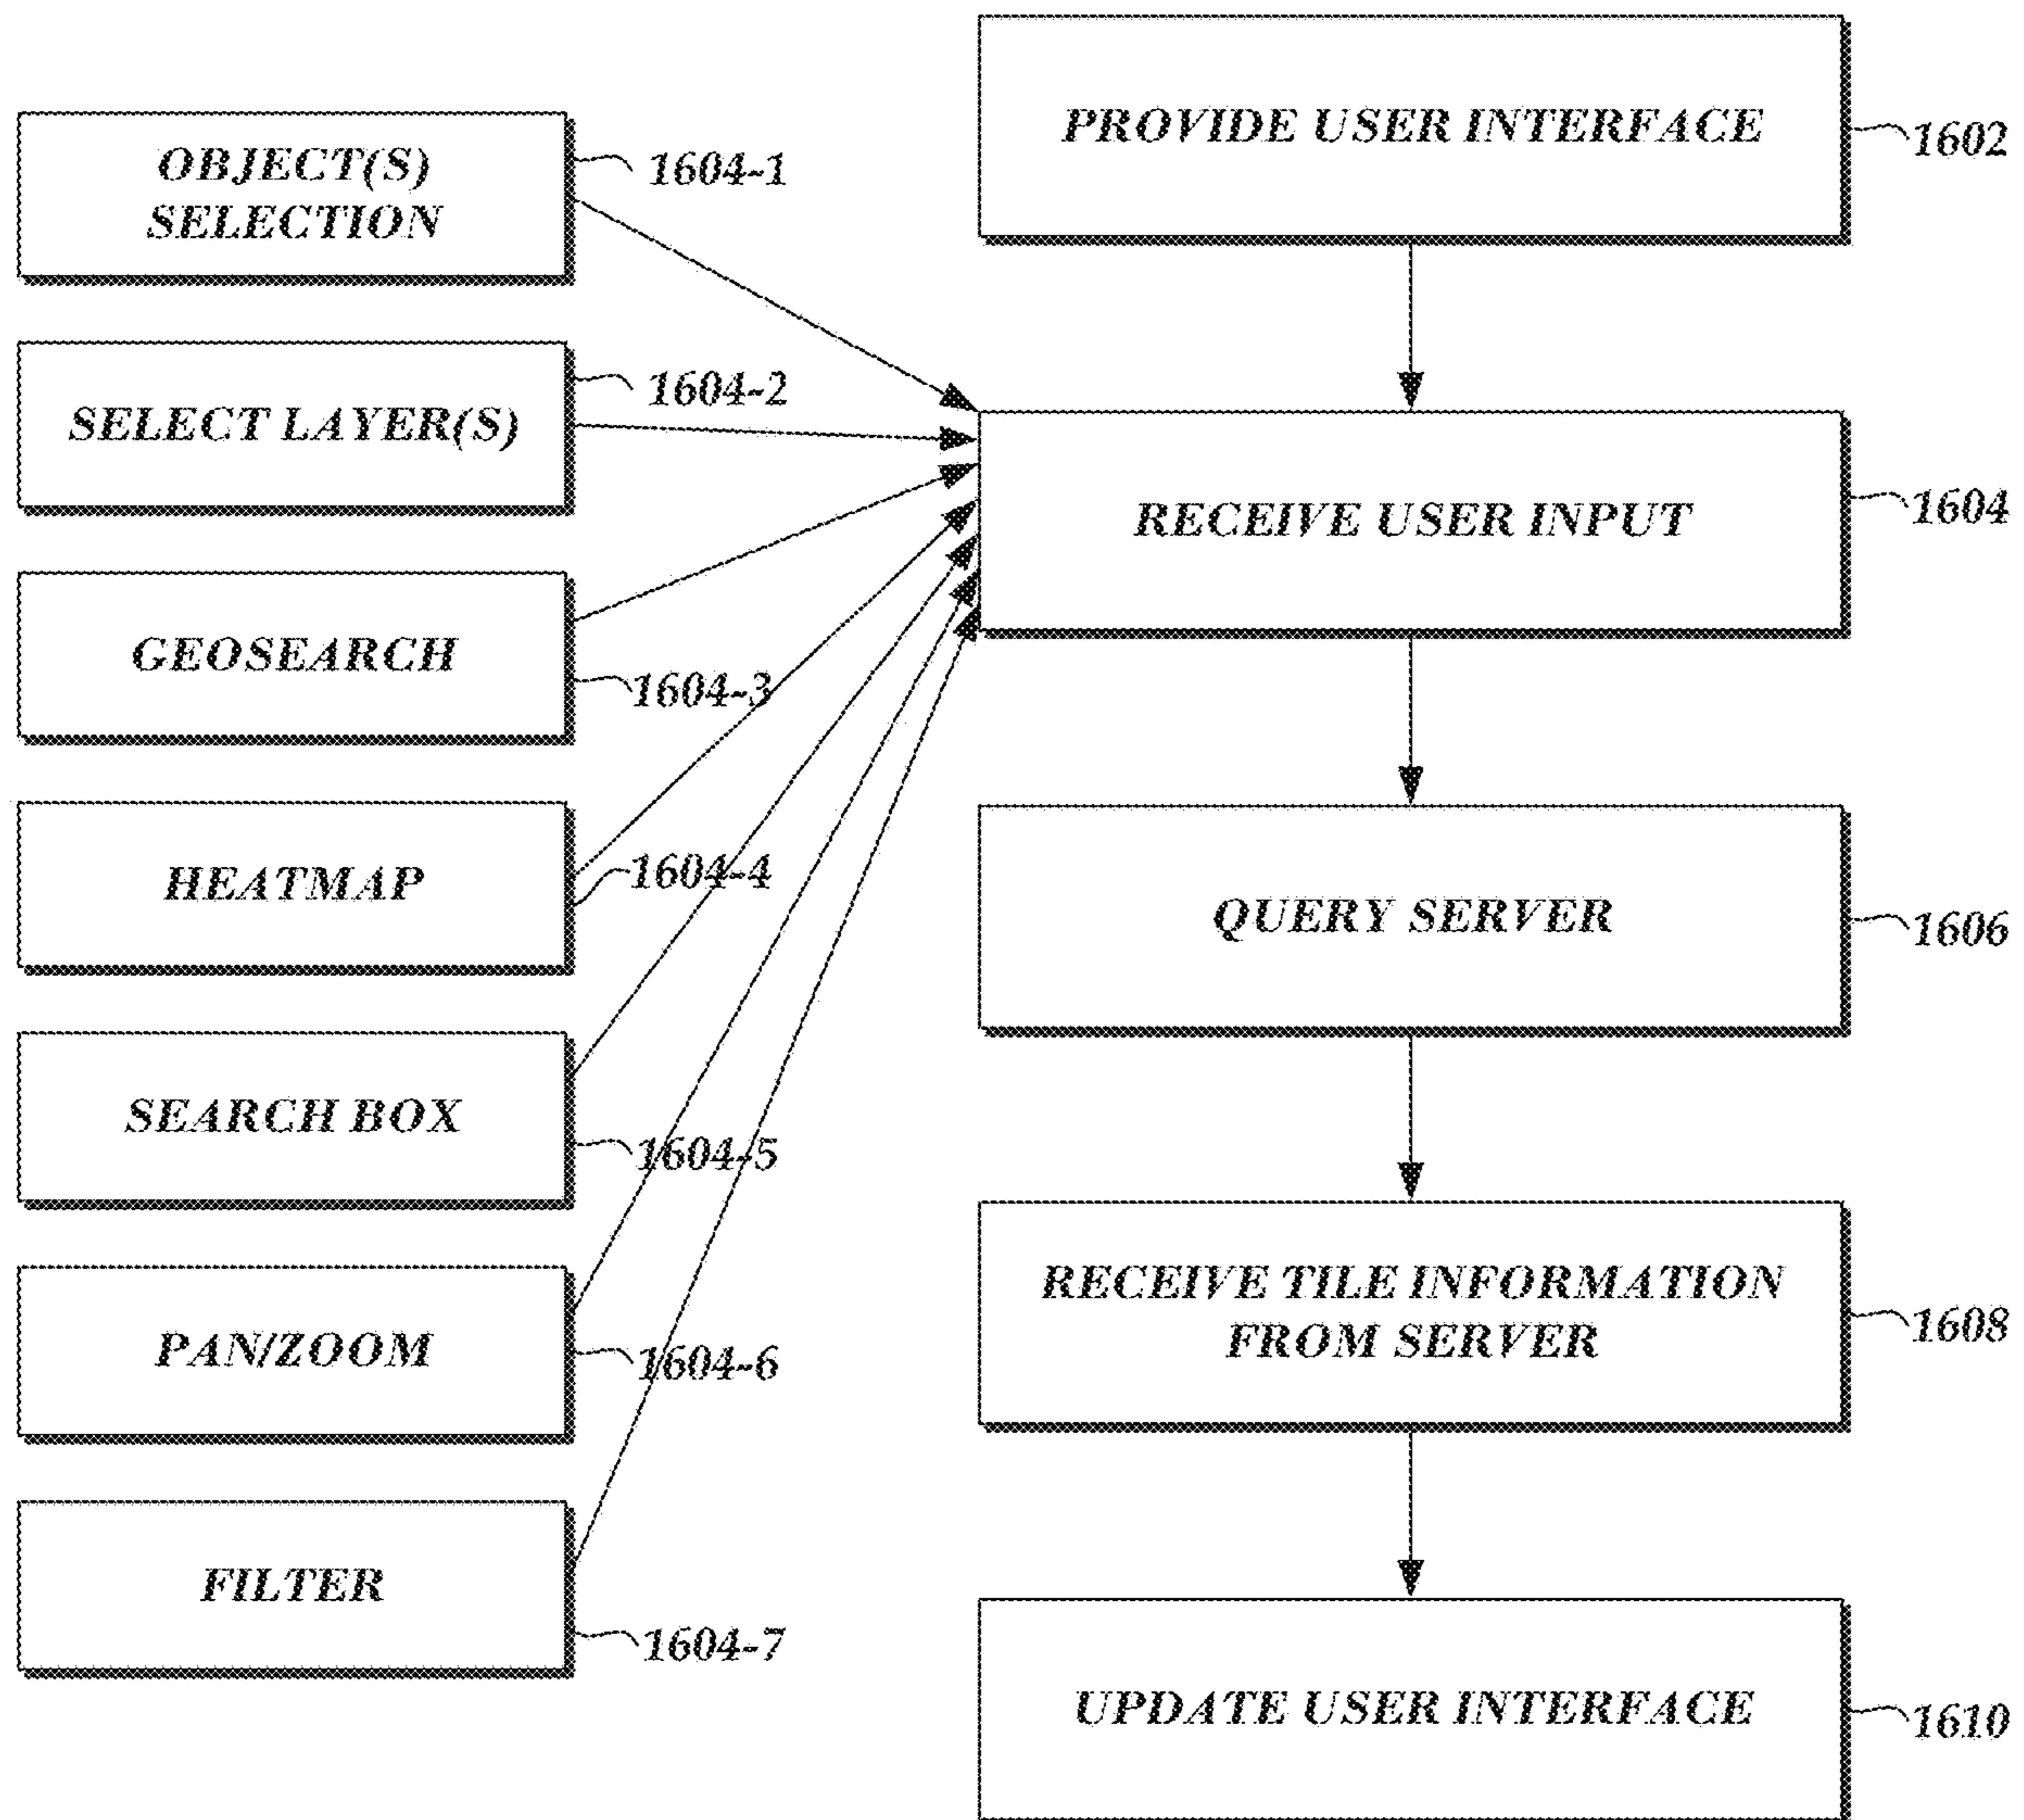 PROVIDE USER INTERFACE
1602
OBJECT(S)
SELECTION
1604-1
SELECT LAYER(S)
1604-2
GEOSEARCH
1604-3
HEATMAP
1604-4
SEARCH BOX
1604-5
PAN/ZOOM
1604-6
FILTER
1604-7
RECEIVE USER INPUT
1604
QUERY SERVER
1606
RECEIVE TILE INFORMATION
FROM SERVER
1608
UPDATE USER INTERFACE
1610